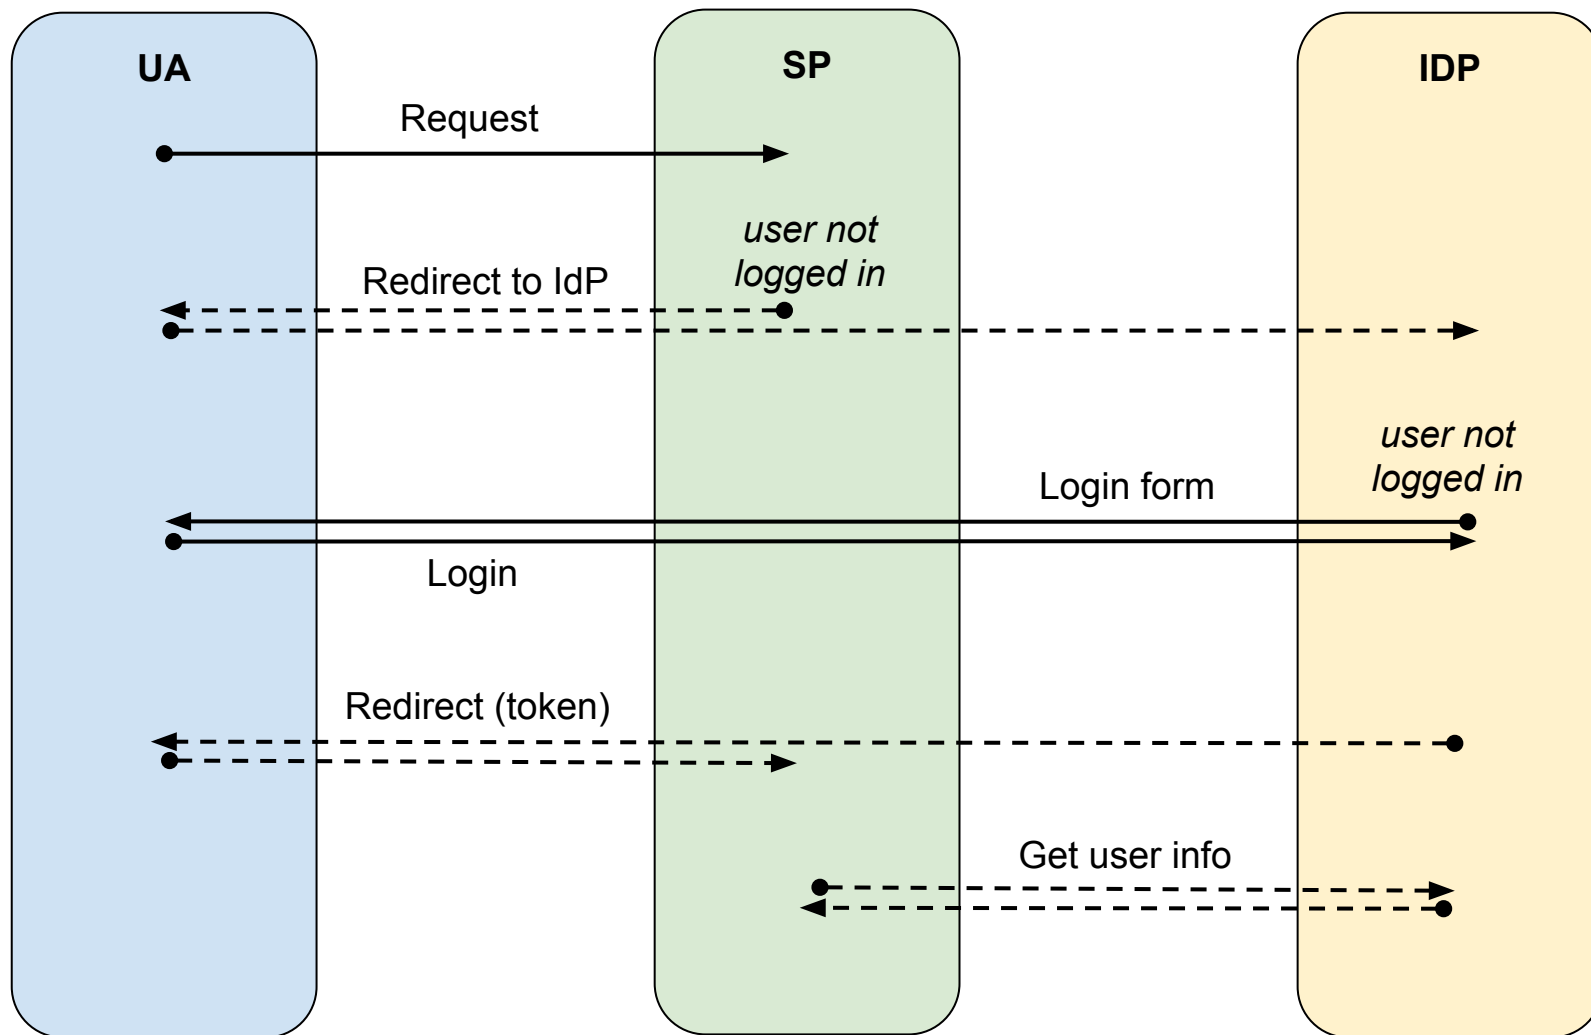 UA
SP
IDP
Request
user not
logged in
Redirect to IdP
user not
logged in
Login form
Login
Redirect (token)
Get user info